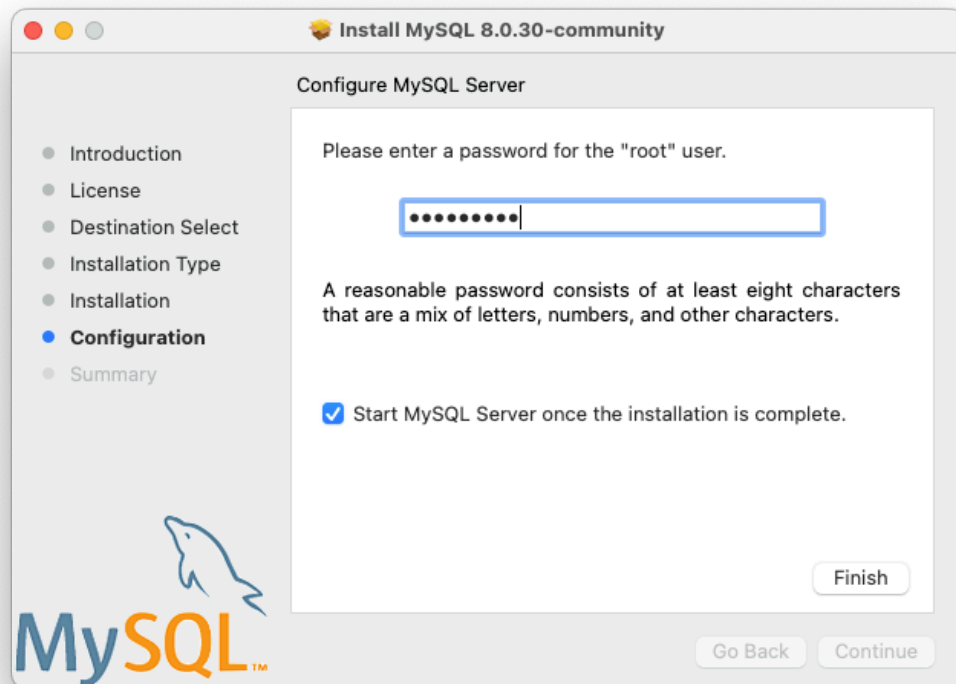 Install MySQL 8.0.30-community
Configure MySQL Server
Introduction
License
Destination Select
Installation Type
Installation
Configuration
Summary
Please enter a password for the "root" user.
•••••••••
A reasonable password consists of at least eight characters
that are a mix of letters, numbers, and other characters.
Start MySQL Server once the installation is complete.
Finish
MySQL™
Go Back
Continue